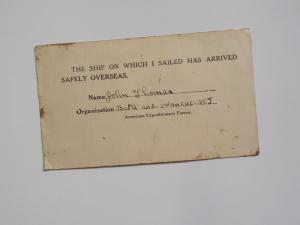 THE SHIP ON WHICH I SAILED HAS ARRIVED
SAFELY OVERSEAS.
Name John Thomas
Organization
American Expeditionary Forces.